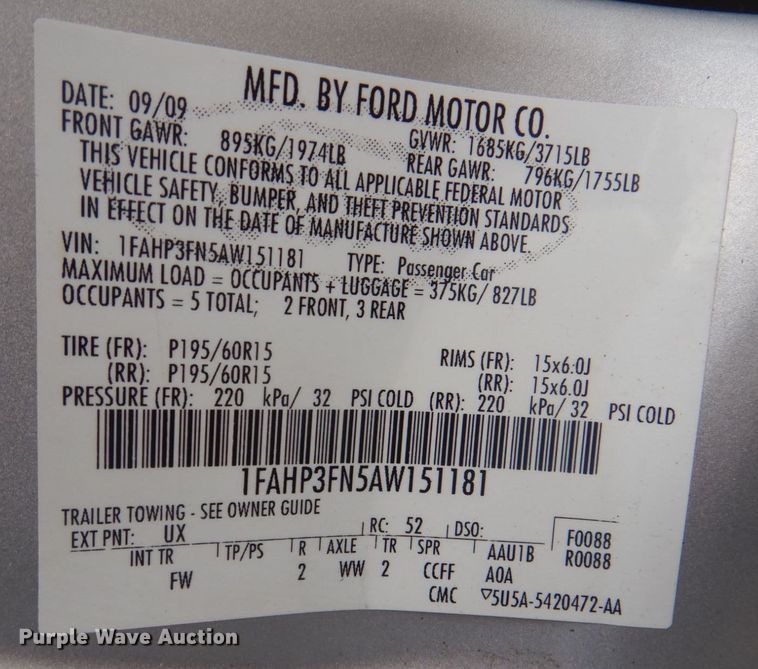 MFD. BY FORD MOTOR CO.
DATE: 09/09 GVWR: 1685KG/3715LB
FRONT GAWR: 895KG/1974LB REAR GAWR: 796KG/1755LB
THIS VEHICLE CONFORMS TO ALL APPLICABLE FEDERAL MOTOR
VEHICLE SAFETY, BUMPER, AND THEFT PREVENTION STANDARDS
IN EFFECT ON THE DATE OF MANUFACTURE SHOWN ABOVE.
VIN: 1FAHP3FN5AW151181 TYPE: Passenger Car
MAXIMUM LOAD = OCCUPANTS + LUGGAGE = 375KG/ 827LB
OCCUPANTS = 5 TOTAL; 2 FRONT, 3 REAR
TIRE (FR): P195/60R15 RIMS (FR): 15x6.0J
(RR): P195/60R15 (RR): 15x6.0J
PRESSURE (FR): 220 kPa/ 32 PSI COLD (RR): 220 kPa/ 32 PSI COLD
1FAHP3FN5AW151181
TRAILER TOWING - SEE OWNER GUIDE
EXT PNT: UX RC: 52 DSO: F0088
INT TR TP/PS R AXLE TR SPR AAU1B R0088
FW 2 WW 2 CCFF A0A
CMC ▽5U5A-5420472-AA
Purple Wave Auction